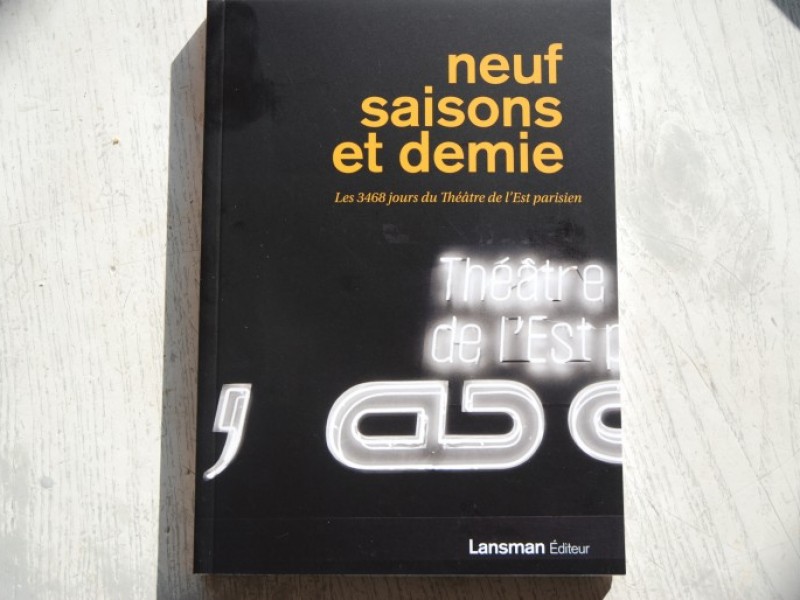 neuf
saisons
et demie
Les 3468 jours du Théâtre de l'Est parisien
Théâtre
de l'Est p
Lansman Éditeur